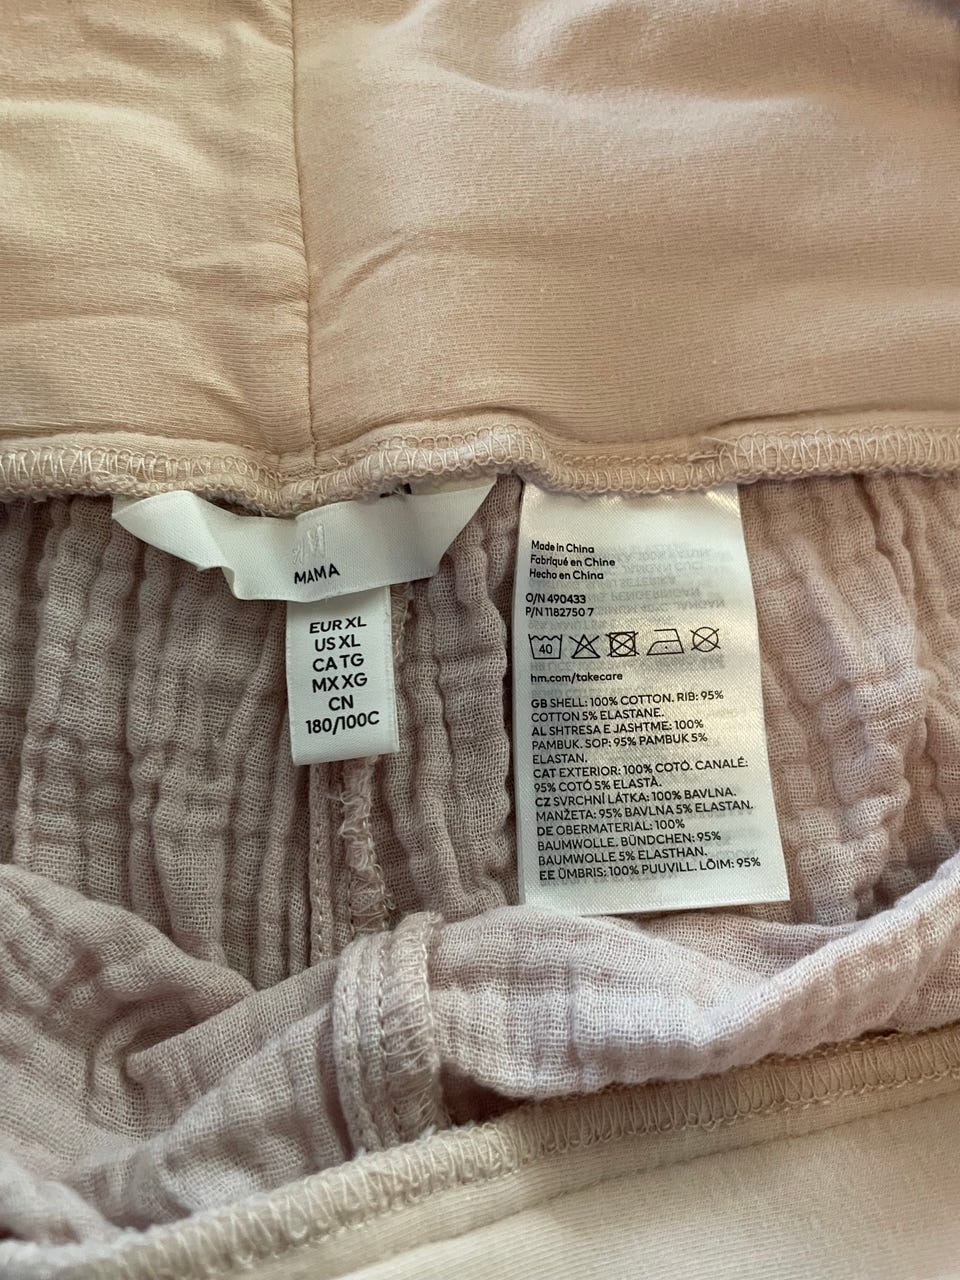 MAMA
EUR XL
US XL
CA TG
MX XG
CN
180/100C
Made in China
Fabriqué en Chine
Hecho en China
O/N 490433
P/N 1182750 7
40
hm.com/takecare
GB SHELL: 100% COTTON. RIB: 95%
COTTON 5% ELASTANE.
AL SHTRESA E JASHTME: 100%
PAMBUK. SOP: 95% PAMBUK 5%
ELASTAN.
CAT EXTERIOR: 100% COTÓ. CANALÉ:
95% COTÓ 5% ELASTÀ.
CZ SVRCHNÍ LÁTKA: 100% BAVLNA.
MANŽETA: 95% BAVLNA 5% ELASTAN.
DE OBERMATERIAL: 100%
BAUMWOLLE. BÜNDCHEN: 95%
BAUMWOLLE 5% ELASTHAN.
EE ÜMBRIS: 100% PUUVILL. LÕIM: 95%